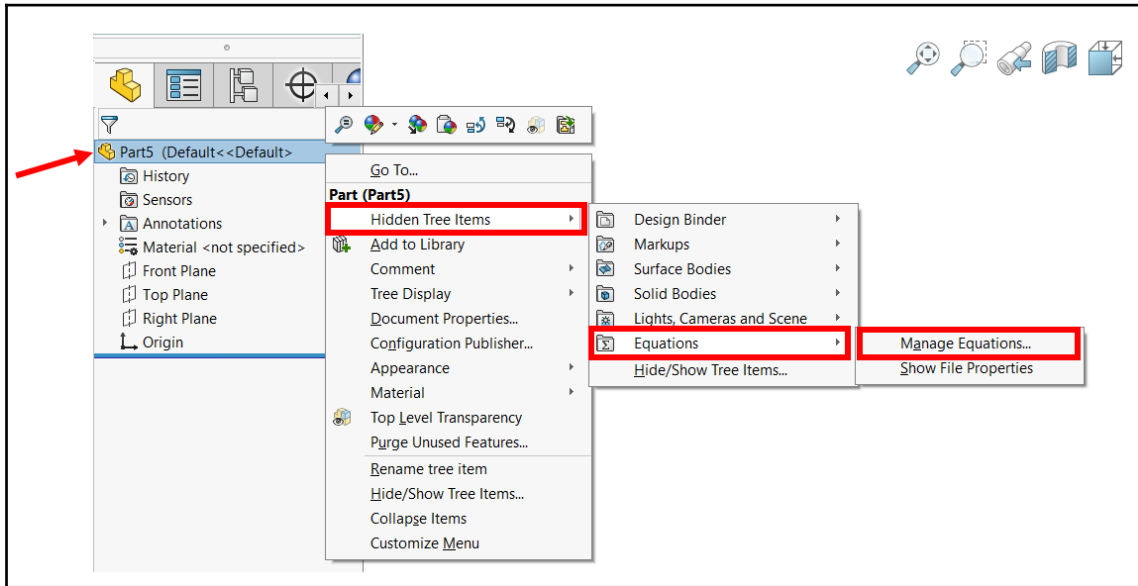 Part5 (Default<<Default>
History
Sensors
Annotations
Material <not specified>
Front Plane
Top Plane
Right Plane
Origin
Go To...
Part (Part5)
Hidden Tree Items
Add to Library
Comment
Tree Display
Document Properties...
Configuration Publisher...
Appearance
Material
Top Level Transparency
Purge Unused Features...
Rename tree item
Hide/Show Tree Items...
Collapse Items
Customize Menu
Design Binder
Markups
Surface Bodies
Solid Bodies
Lights, Cameras and Scene
Equations
Hide/Show Tree Items...
Manage Equations...
Show File Properties